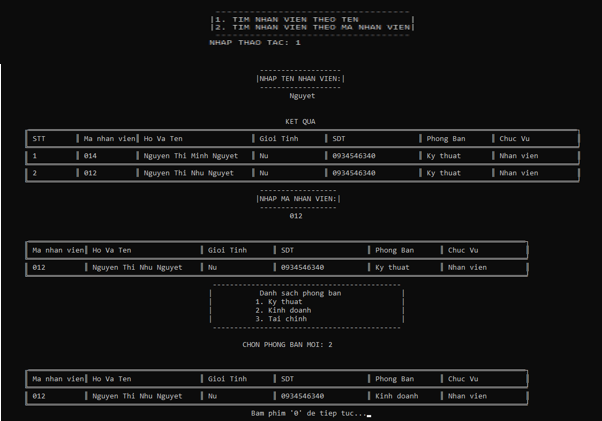 1. TIM NHAN VIEN THEO TEN
2. TIM NHAN VIEN THEO MA NHAN VIEN
NHAP THAO TAC: 1
NHAP TEN NHAN VIEN:
Nguyet
KET QUA
STT Ma nhan vien Ho Va Ten Gioi Tinh SDT Phong Ban Chuc Vu
1 014 Nguyen Thi Minh Nguyet Nu 0934546340 Ky thuat Nhan vien
2 012 Nguyen Thi Nhu Nguyet Nu 0934546340 Ky thuat Nhan vien
NHAP MA NHAN VIEN:
012
Ma nhan vien Ho Va Ten Gioi Tinh SDT Phong Ban Chuc Vu
012 Nguyen Thi Nhu Nguyet Nu 0934546340 Ky thuat Nhan vien
Danh sach phong ban
1. Ky thuat
2. Kinh doanh
3. Tai chinh
CHON PHONG BAN MOI: 2
Ma nhan vien Ho Va Ten Gioi Tinh SDT Phong Ban Chuc Vu
012 Nguyen Thi Nhu Nguyet Nu 0934546340 Kinh doanh Nhan vien
Bam phim '0' de tiep tuc...